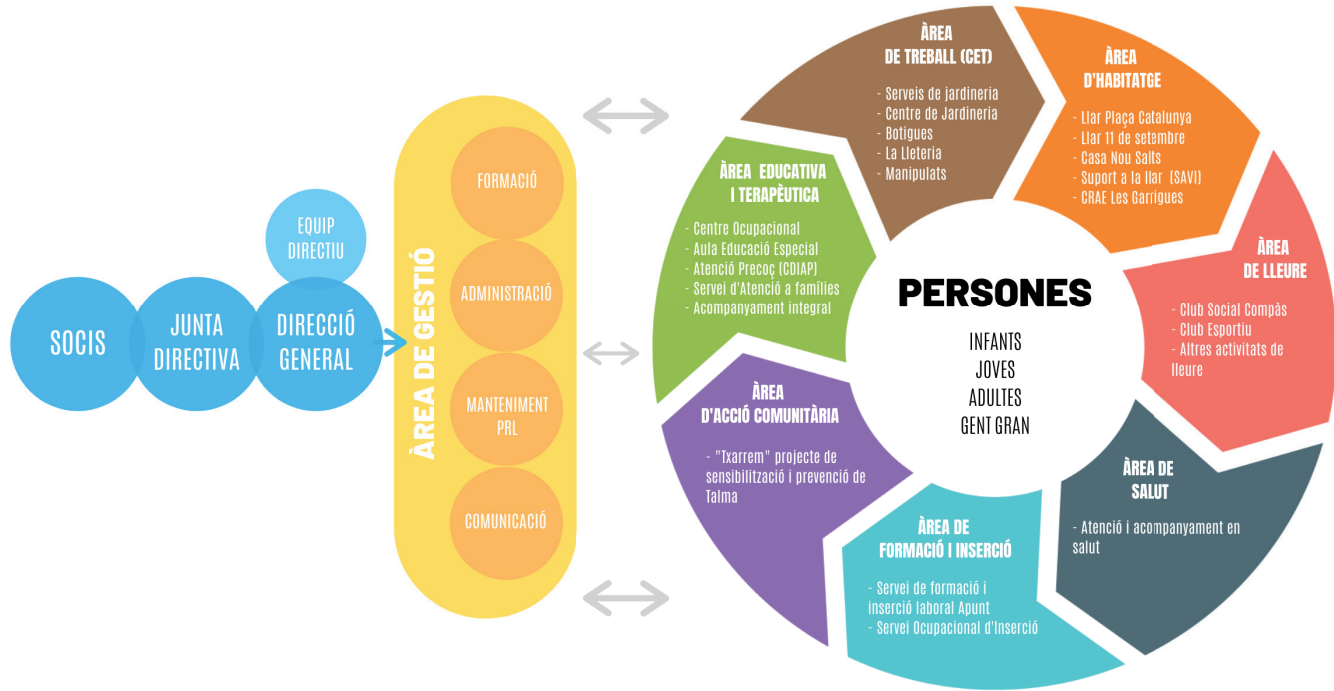 SOCIS
JUNTA
DIRECTIVA
EQUIP
DIRECTIU
DIRECCIÓ
GENERAL
ÀREA DE GESTIÓ
FORMACIÓ
ADMINISTRACIÓ
MANTENIMENT
PRL
COMUNICACIÓ
ÀREA
DE TREBALL (CET)
- Serveis de jardineria
- Centre de Jardineria
- Botigues
- La Lleteria
- Manipulats
ÀREA
D'HABITATGE
- Llar Plaça Catalunya
- Llar 11 de setembre
- Casa Nou Salts
- Suport a la llar (SAVI)
- CRAE Les Garrigues
ÀREA
DE LLEURE
- Club Social Compàs
- Club Esportiu
- Altres activitats de
lleure
ÀREA DE
SALUT
- Atenció i acompanyament en
salut
ÀREA DE
FORMACIÓ I INSERCIÓ
- Servei de formació i
inserció laboral Apunt
- Servei Ocupacional d'Inserció
ÀREA
D'ACCIÓ COMUNITÀRIA
- "Txarrem" projecte de
sensibilització i prevenció de
Talma
ÀREA EDUCATIVA
I TERAPÈUTICA
- Centre Ocupacional
- Aula Educació Especial
- Atenció Precoç (CDIAP)
- Servei d'Atenció a famílies
- Acompanyament integral
PERSONES
INFANTS
JOVES
ADULTES
GENT GRAN